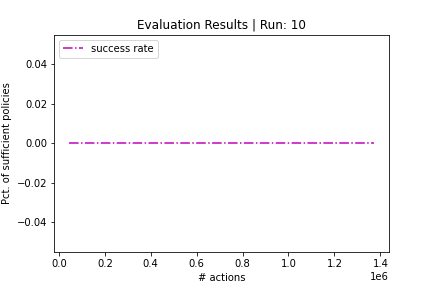 Evaluation Results | Run: 10
success rate
Pct. of sufficient policies
0.04
0.02
0.00
−0.02
−0.04
0.0 0.2 0.4 0.6 0.8 1.0 1.2 1.4
1e6
# actions